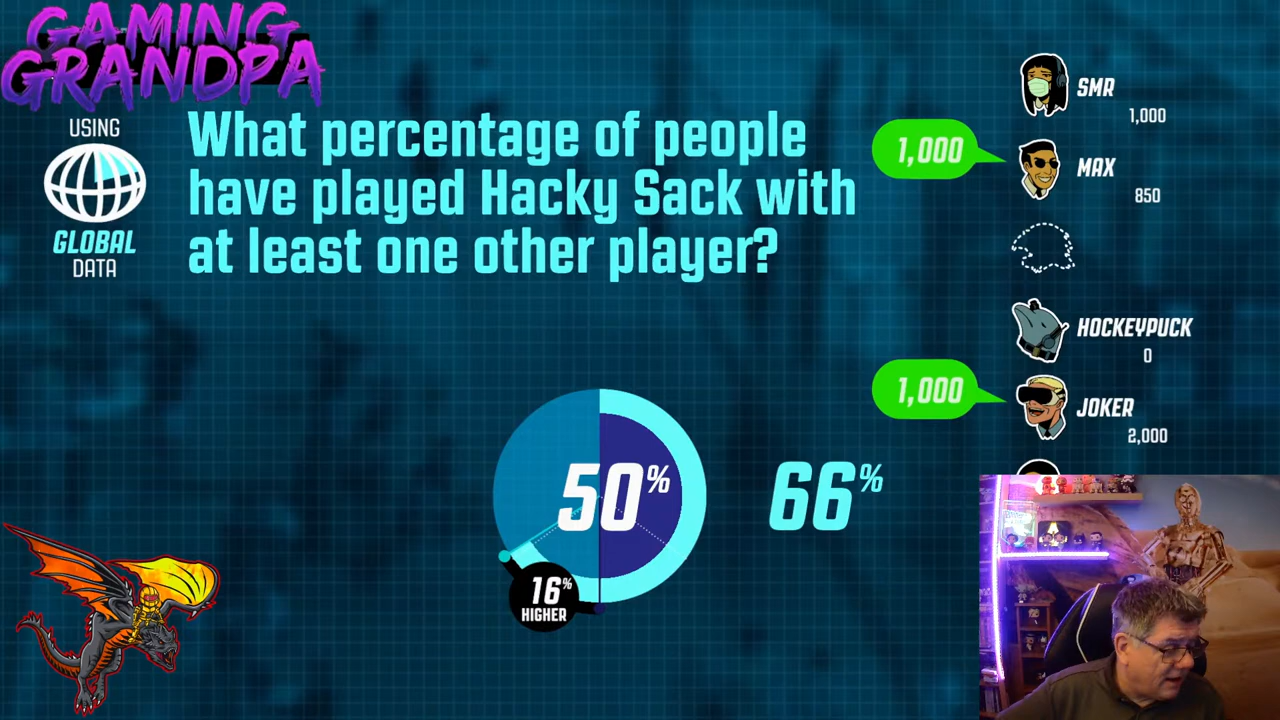 GAMING
GRANDPA
USING
GLOBAL
DATA
What percentage of people
have played Hacky Sack with
at least one other player?
SMR
1,000
1,000
MAX
850
HOCKEYPUCK
0
1,000
JOKER
2,000
50%
66%
16%
HIGHER